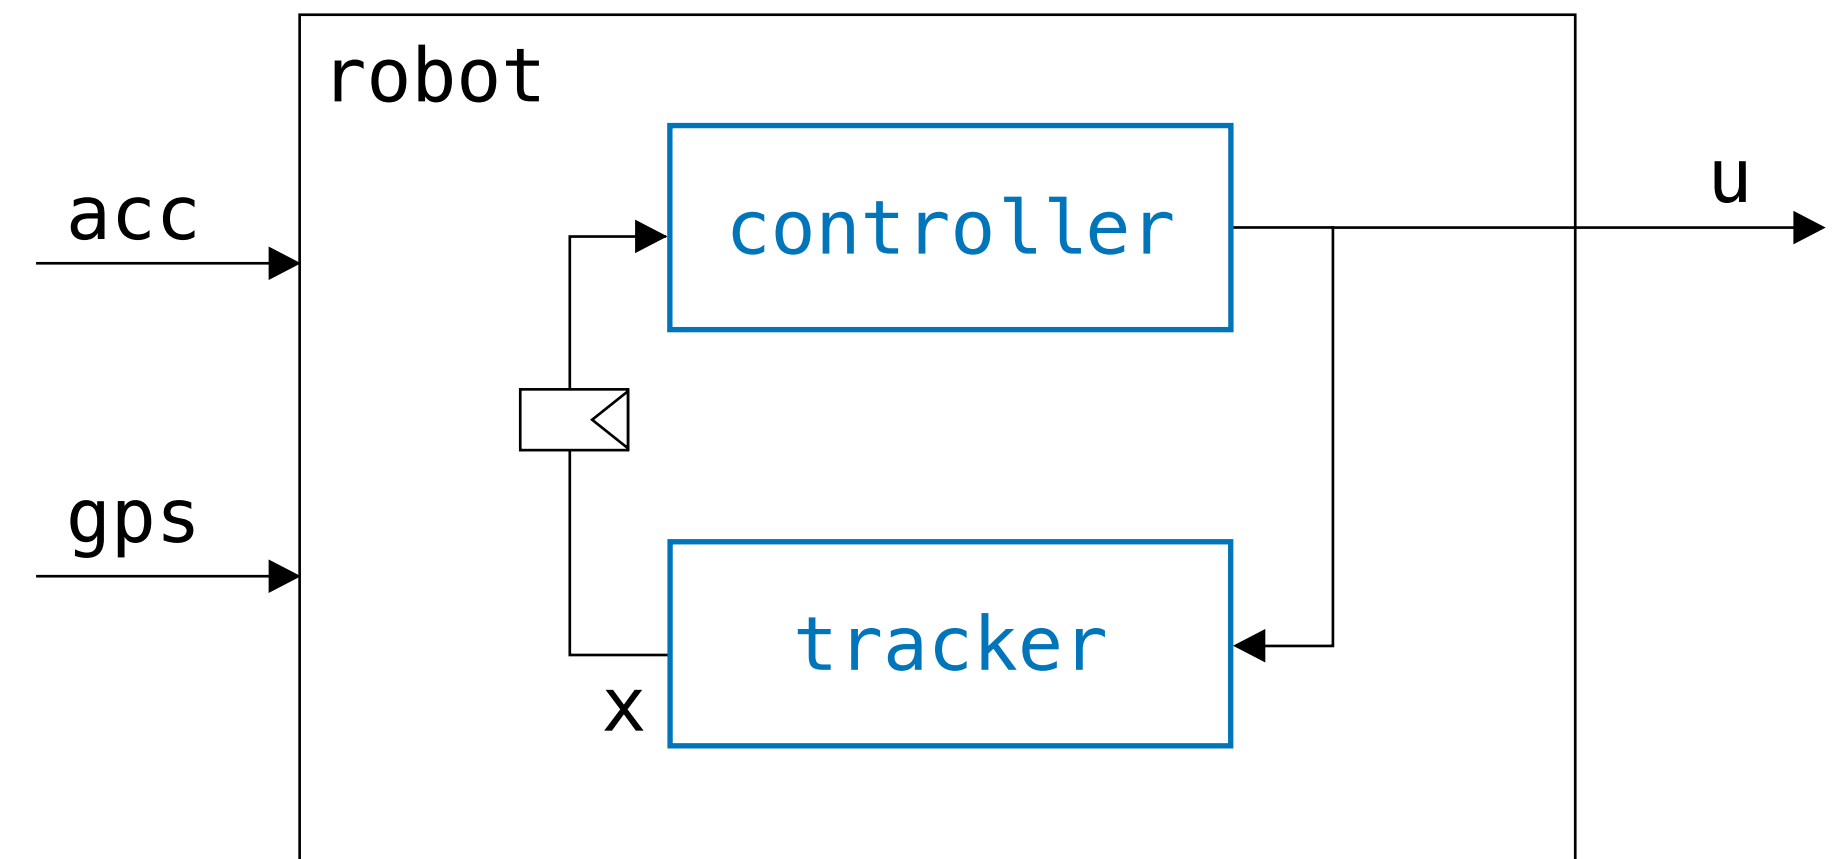 robot
acc
controller
u
gps
tracker
x